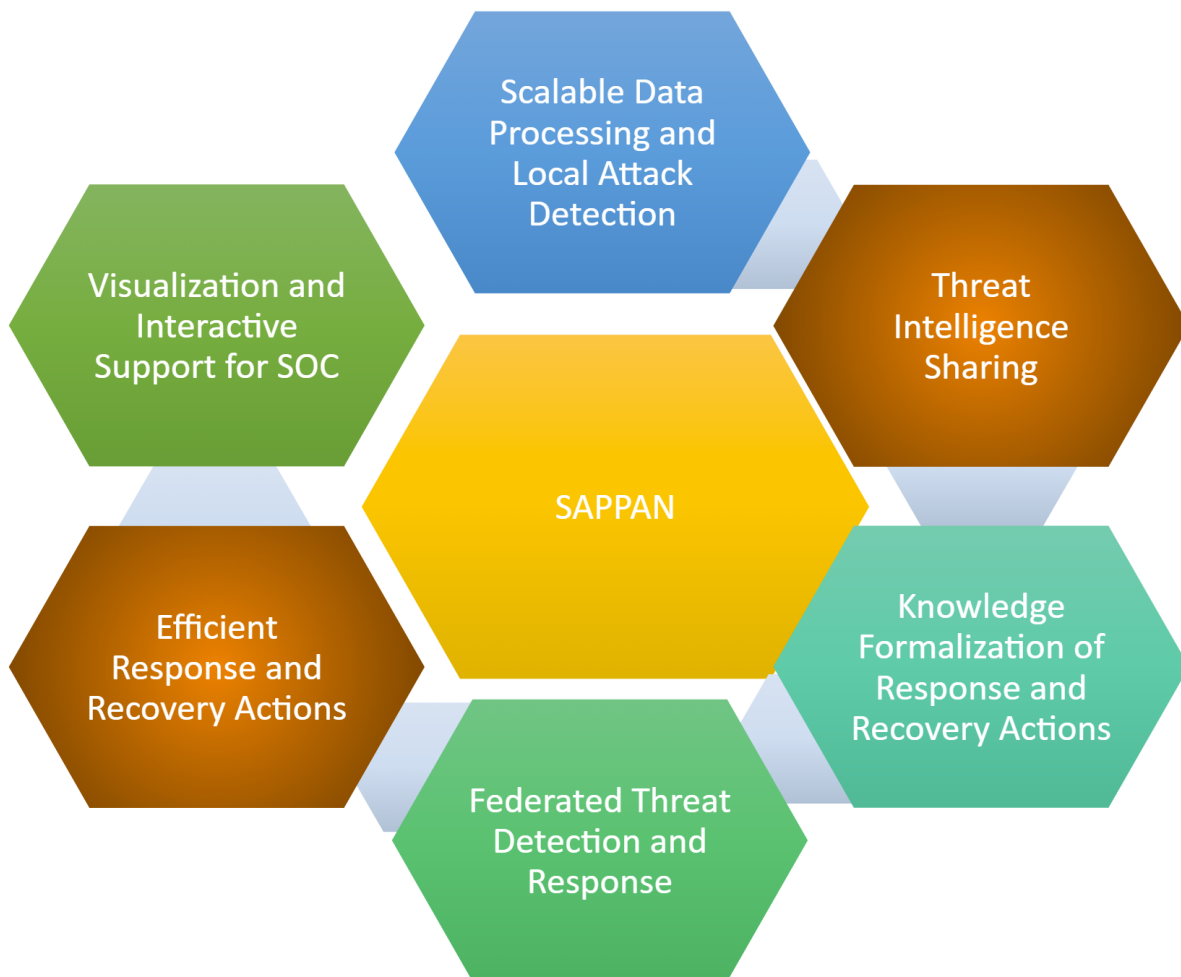 Scalable Data
Processing and
Local Attack
Detection
Threat
Intelligence
Sharing
Knowledge
Formalization of
Response and
Recovery Actions
Federated Threat
Detection and
Response
Efficient
Response and
Recovery Actions
Visualization and
Interactive
Support for SOC
SAPPAN